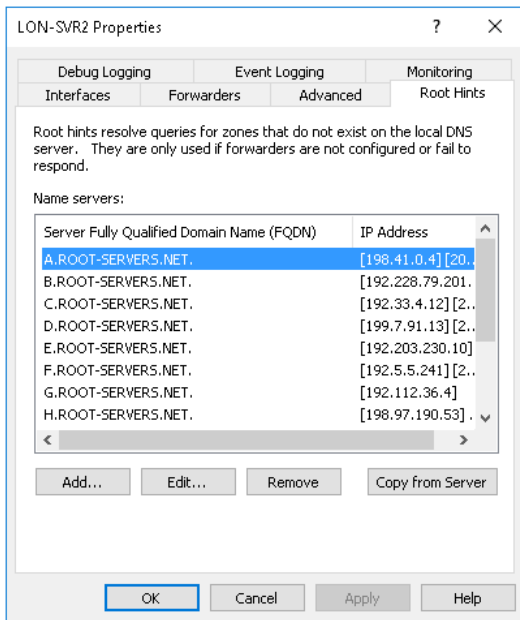 LON-SVR2 Properties ? ×
Debug Logging Event Logging Monitoring
Interfaces Forwarders Advanced Root Hints
Root hints resolve queries for zones that do not exist on the local DNS
server. They are only used if forwarders are not configured or fail to
respond.
Name servers:
Server Fully Qualified Domain Name (FQDN) IP Address
A.ROOT-SERVERS.NET. [198.41.0.4] [20..
B.ROOT-SERVERS.NET. [192.228.79.201.
C.ROOT-SERVERS.NET. [192.33.4.12] [2...
D.ROOT-SERVERS.NET. [199.7.91.13] [2...
E.ROOT-SERVERS.NET. [192.203.230.10]
F.ROOT-SERVERS.NET. [192.5.5.241] [2...
G.ROOT-SERVERS.NET. [192.112.36.4]
H.ROOT-SERVERS.NET. [198.97.190.53] .
Add... Edit... Remove Copy from Server
OK Cancel Apply Help